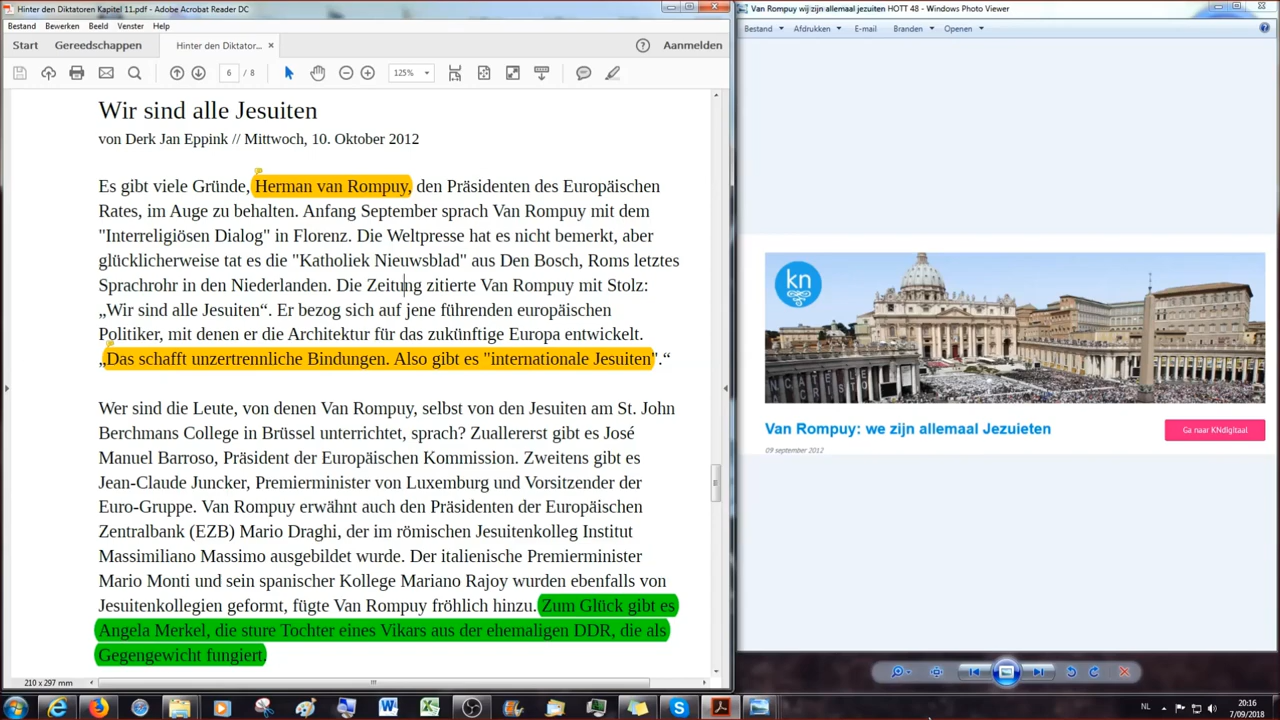 Hinter den Diktatoren Kapitel 11.pdf - Adobe Acrobat Reader DC
Bestand Bewerken Beeld Venster Help
Start Gereedschappen Hinter den Diktator... × Aanmelden
6 / 8 125%
Wir sind alle Jesuiten
von Derk Jan Eppink // Mittwoch, 10. Oktober 2012
Es gibt viele Gründe, Herman van Rompuy, den Präsidenten des Europäischen
Rates, im Auge zu behalten. Anfang September sprach Van Rompuy mit dem
"Interreligiösen Dialog" in Florenz. Die Weltpresse hat es nicht bemerkt, aber
glücklicherweise tat es die "Katholiek Nieuwsblad" aus Den Bosch, Roms letztes
Sprachrohr in den Niederlanden. Die Zeitung zitierte Van Rompuy mit Stolz:
„Wir sind alle Jesuiten“. Er bezog sich auf jene führenden europäischen
Politiker, mit denen er die Architektur für das zukünftige Europa entwickelt.
„Das schafft unzertrennliche Bindungen. Also gibt es "internationale Jesuiten".“
Wer sind die Leute, von denen Van Rompuy, selbst von den Jesuiten am St. John
Berchmans College in Brüssel unterrichtet, sprach? Zuallererst gibt es José
Mnuel Barroso, Präsident der Europäischen Kommission. Zweitens gibt es
Jean-Claude Juncker, Premierminister von Luxemburg und Vorsitzender der
Euro-Gruppe. Van Rompuy erwähnt auch den Präsidenten der Europäischen
Zentralbank (EZB) Mario Draghi, der im römischen Jesuitenkolleg Institut
Massimiliano Massimo ausgebildet wurde. Der italienische Premierminister
Mario Monti und sein spanischer Kollege Mariano Rajoy wurden ebenfalls von
Jesuitenkollegien geformt, fügte Van Rompuy fröhlich hinzu. Zum Glück gibt es
Angela Merkel, die sture Tochter eines Vikars aus der ehemaligen DDR, die als
Gegengewicht fungiert.
210 x 297 mm
Van Rompuy wij zijn allemaal jezuiten HOTT 48 - Windows Photo Viewer
Bestand Afdrukken E-mail Branden Openen
kn
Van Rompuy: we zijn allemaal Jezuieten
Ga naar KNdigitaal
09 september 2012
NL 20:16
7/09/2018